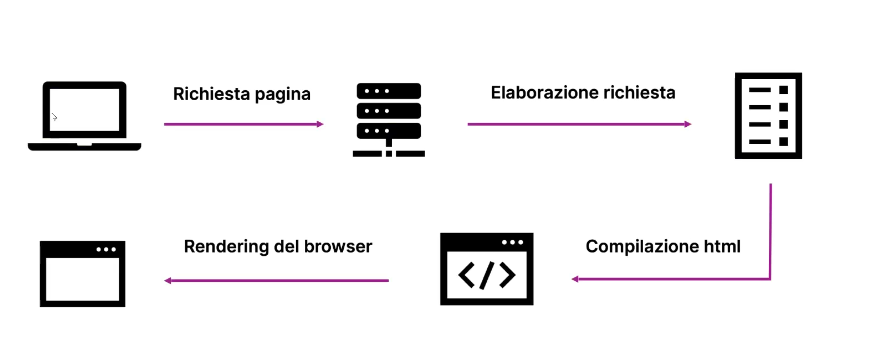 Richiesta pagina
Elaborazione richiesta
Compilazione html
Rendering del browser